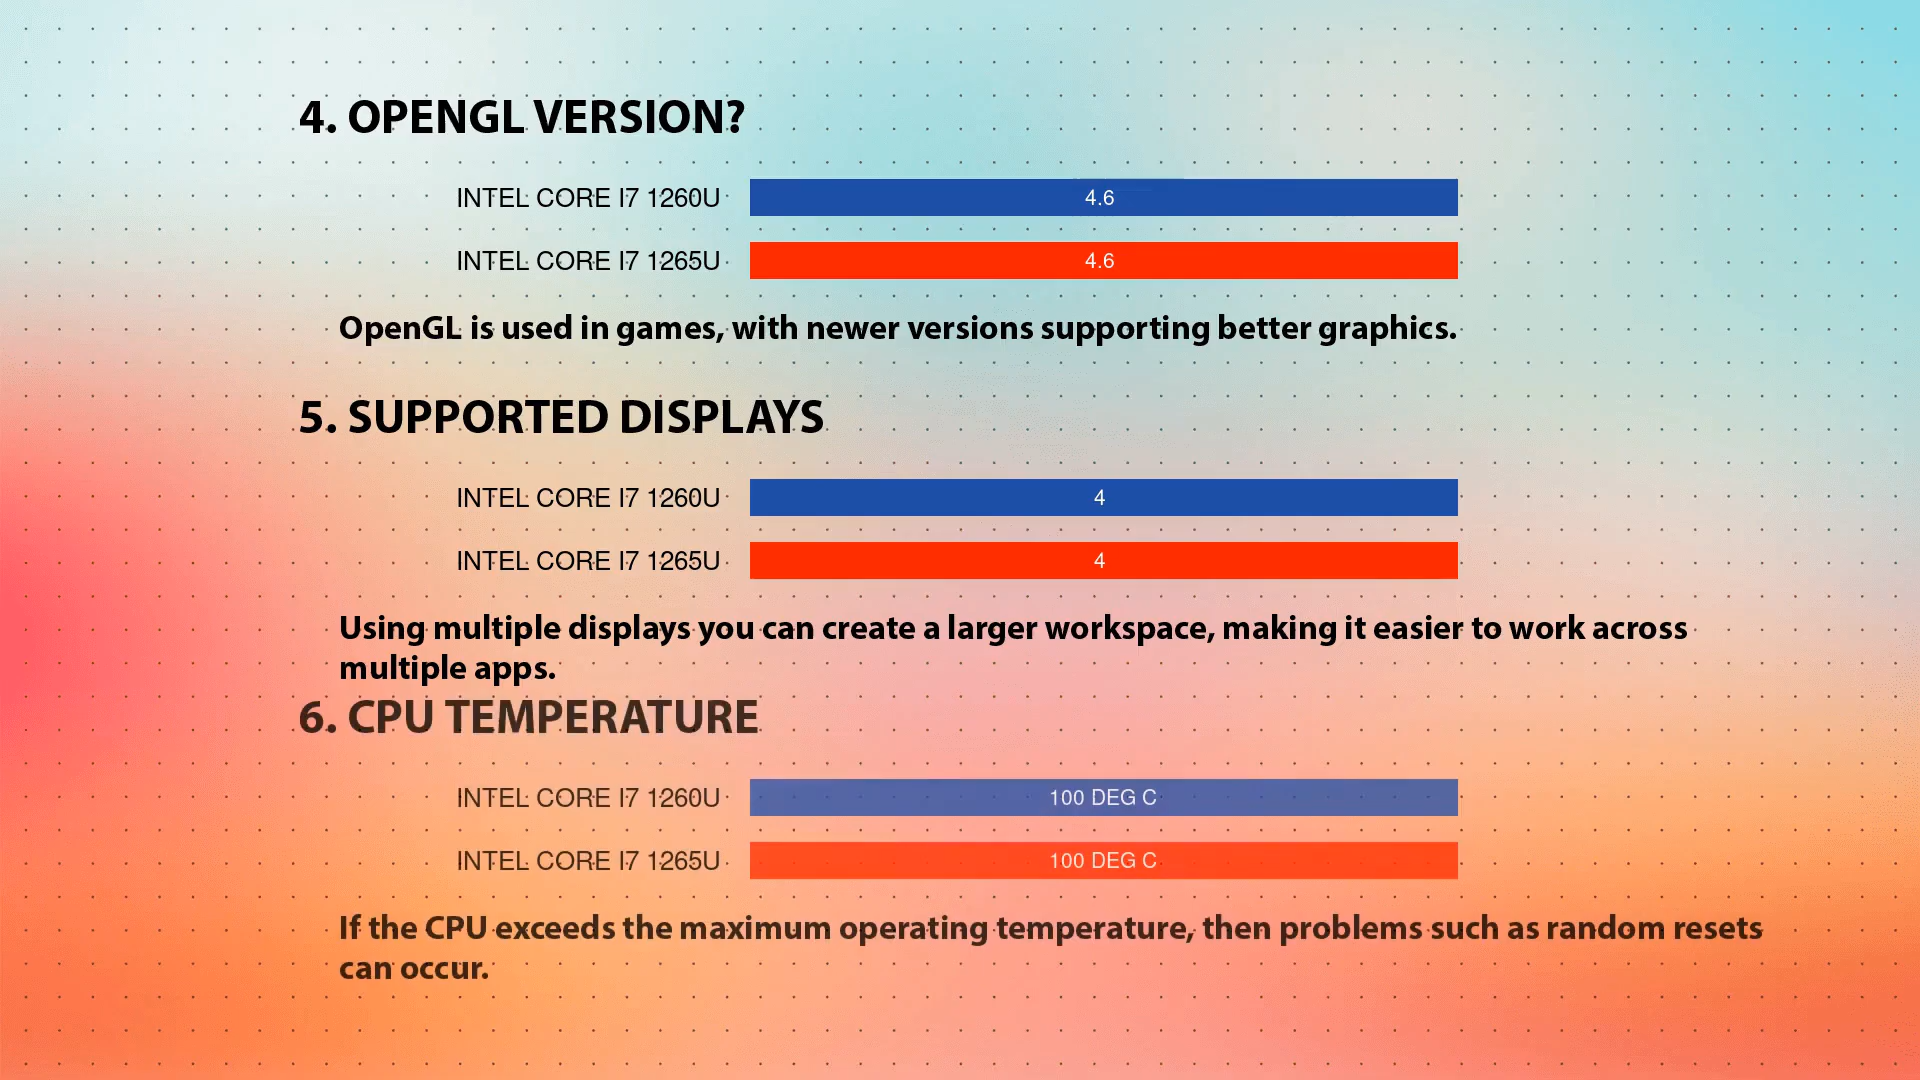 4. OPENGL VERSION?
INTEL CORE I7 1260U
4.6
INTEL CORE I7 1265U
4.6
OpenGL is used in games, with newer versions supporting better graphics.
5. SUPPORTED DISPLAYS
INTEL CORE I7 1260U
4
INTEL CORE I7 1265U
4
Using multiple displays you can create a larger workspace, making it easier to work across
multiple apps.
6. CPU TEMPERATURE
INTEL CORE I7 1260U
100 DEG C
INTEL CORE I7 1265U
100 DEG C
If the CPU exceeds the maximum operating temperature, then problems such as random resets
can occur.